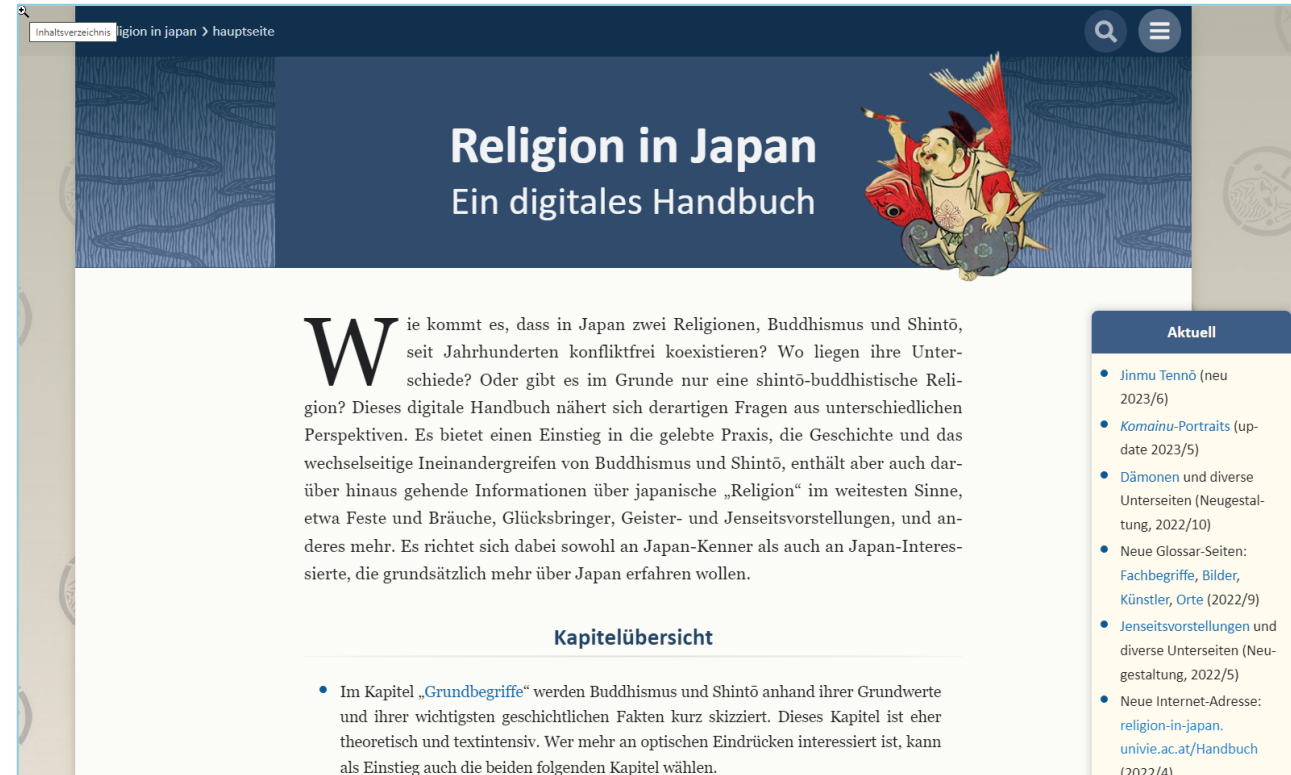 Inhaltsverzeichnis
ligion in japan › hauptseite
Religion in Japan
Ein digitales Handbuch
Wie kommt es, dass in Japan zwei Religionen, Buddhismus und Shintō,
seit Jahrhunderten konfliktfrei koexistieren? Wo liegen ihre Unter-
schiede? Oder gibt es im Grunde nur eine shintō-buddhistische Reli-
gion? Dieses digitale Handbuch nähert sich derartigen Fragen aus unterschiedlichen
Perspektiven. Es bietet einen Einstieg in die gelebte Praxis, die Geschichte und das
wechselseitige Ineinandergreifen von Buddhismus und Shintō, enthält aber auch dar-
über hinaus gehende Informationen über japanische „Religion“ im weitesten Sinne,
etwa Feste und Bräuche, Glücksbringer, Geister- und Jenseitsvorstellungen, und an-
deres mehr. Es richtet sich dabei sowohl an Japan-Kenner als auch an Japan-Interes-
sierte, die grundsätzlich mehr über Japan erfahren wollen.
Kapitelübersicht
• Im Kapitel „Grundbegriffe“ werden Buddhismus und Shintō anhand ihrer Grundwerte
und ihrer wichtigsten geschichtlichen Fakten kurz skizziert. Dieses Kapitel ist eher
theoretisch und textintensiv. Wer mehr an optischen Eindrücken interessiert ist, kann
als Einstieg auch die beiden folgenden Kapitel wählen.
Aktuell
• Jinmu Tennō (neu
2023/6)
• Komainu-Portraits (up-
date 2023/5)
• Dämonen und diverse
Unterseiten (Neugestal-
tung, 2022/10)
• Neue Glossar-Seiten:
Fachbegriffe, Bilder,
Künstler, Orte (2022/9)
• Jenseitsvorstellungen und
diverse Unterseiten (Neu-
gestaltung, 2022/5)
• Neue Internet-Adresse:
religion-in-japan.
univie.ac.at/Handbuch
(2022/4)